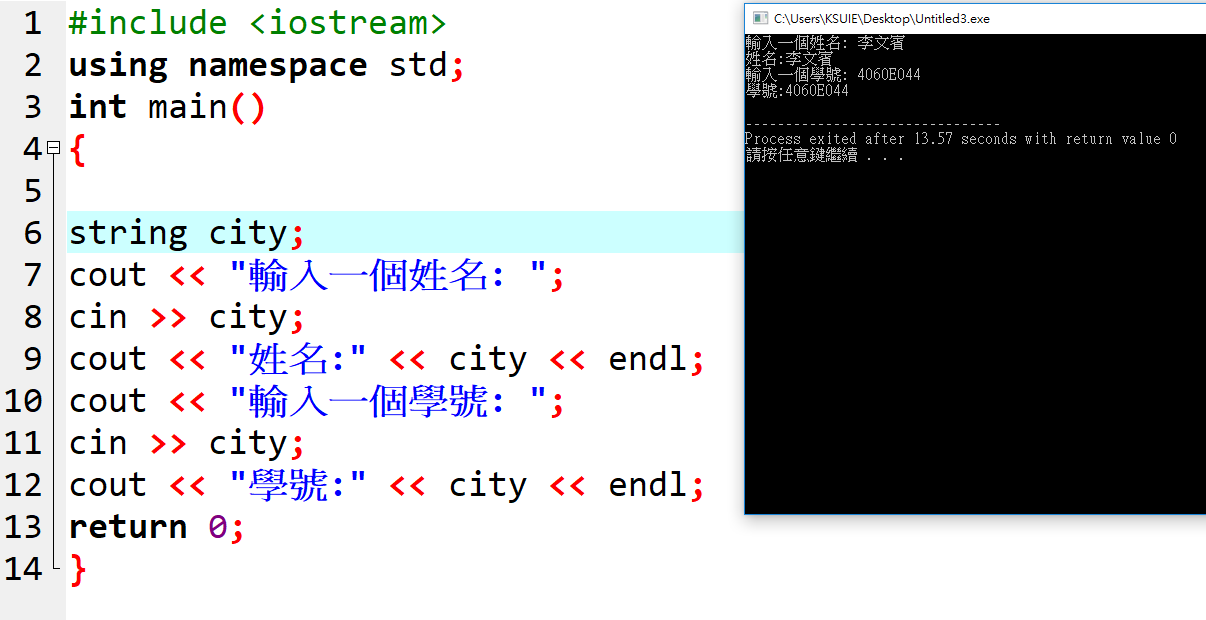 1 #include <iostream>
2 using namespace std;
3 int main()
4 {
5
6 string city;
7 cout << "輸入一個姓名: ";
8 cin >> city;
9 cout << "姓名:" << city << endl;
10 cout << "輸入一個學號: ";
11 cin >> city;
12 cout << "學號:" << city << endl;
13 return 0;
14 }
C:\Users\KSUIE\Desktop\Untitled3.exe
輸入一個姓名: 李文賓
姓名:李文賓
輸入一個學號: 4060E044
學號:4060E044
--------------------------------
Process exited after 13.57 seconds with return value 0
請按任意鍵繼續 . . .